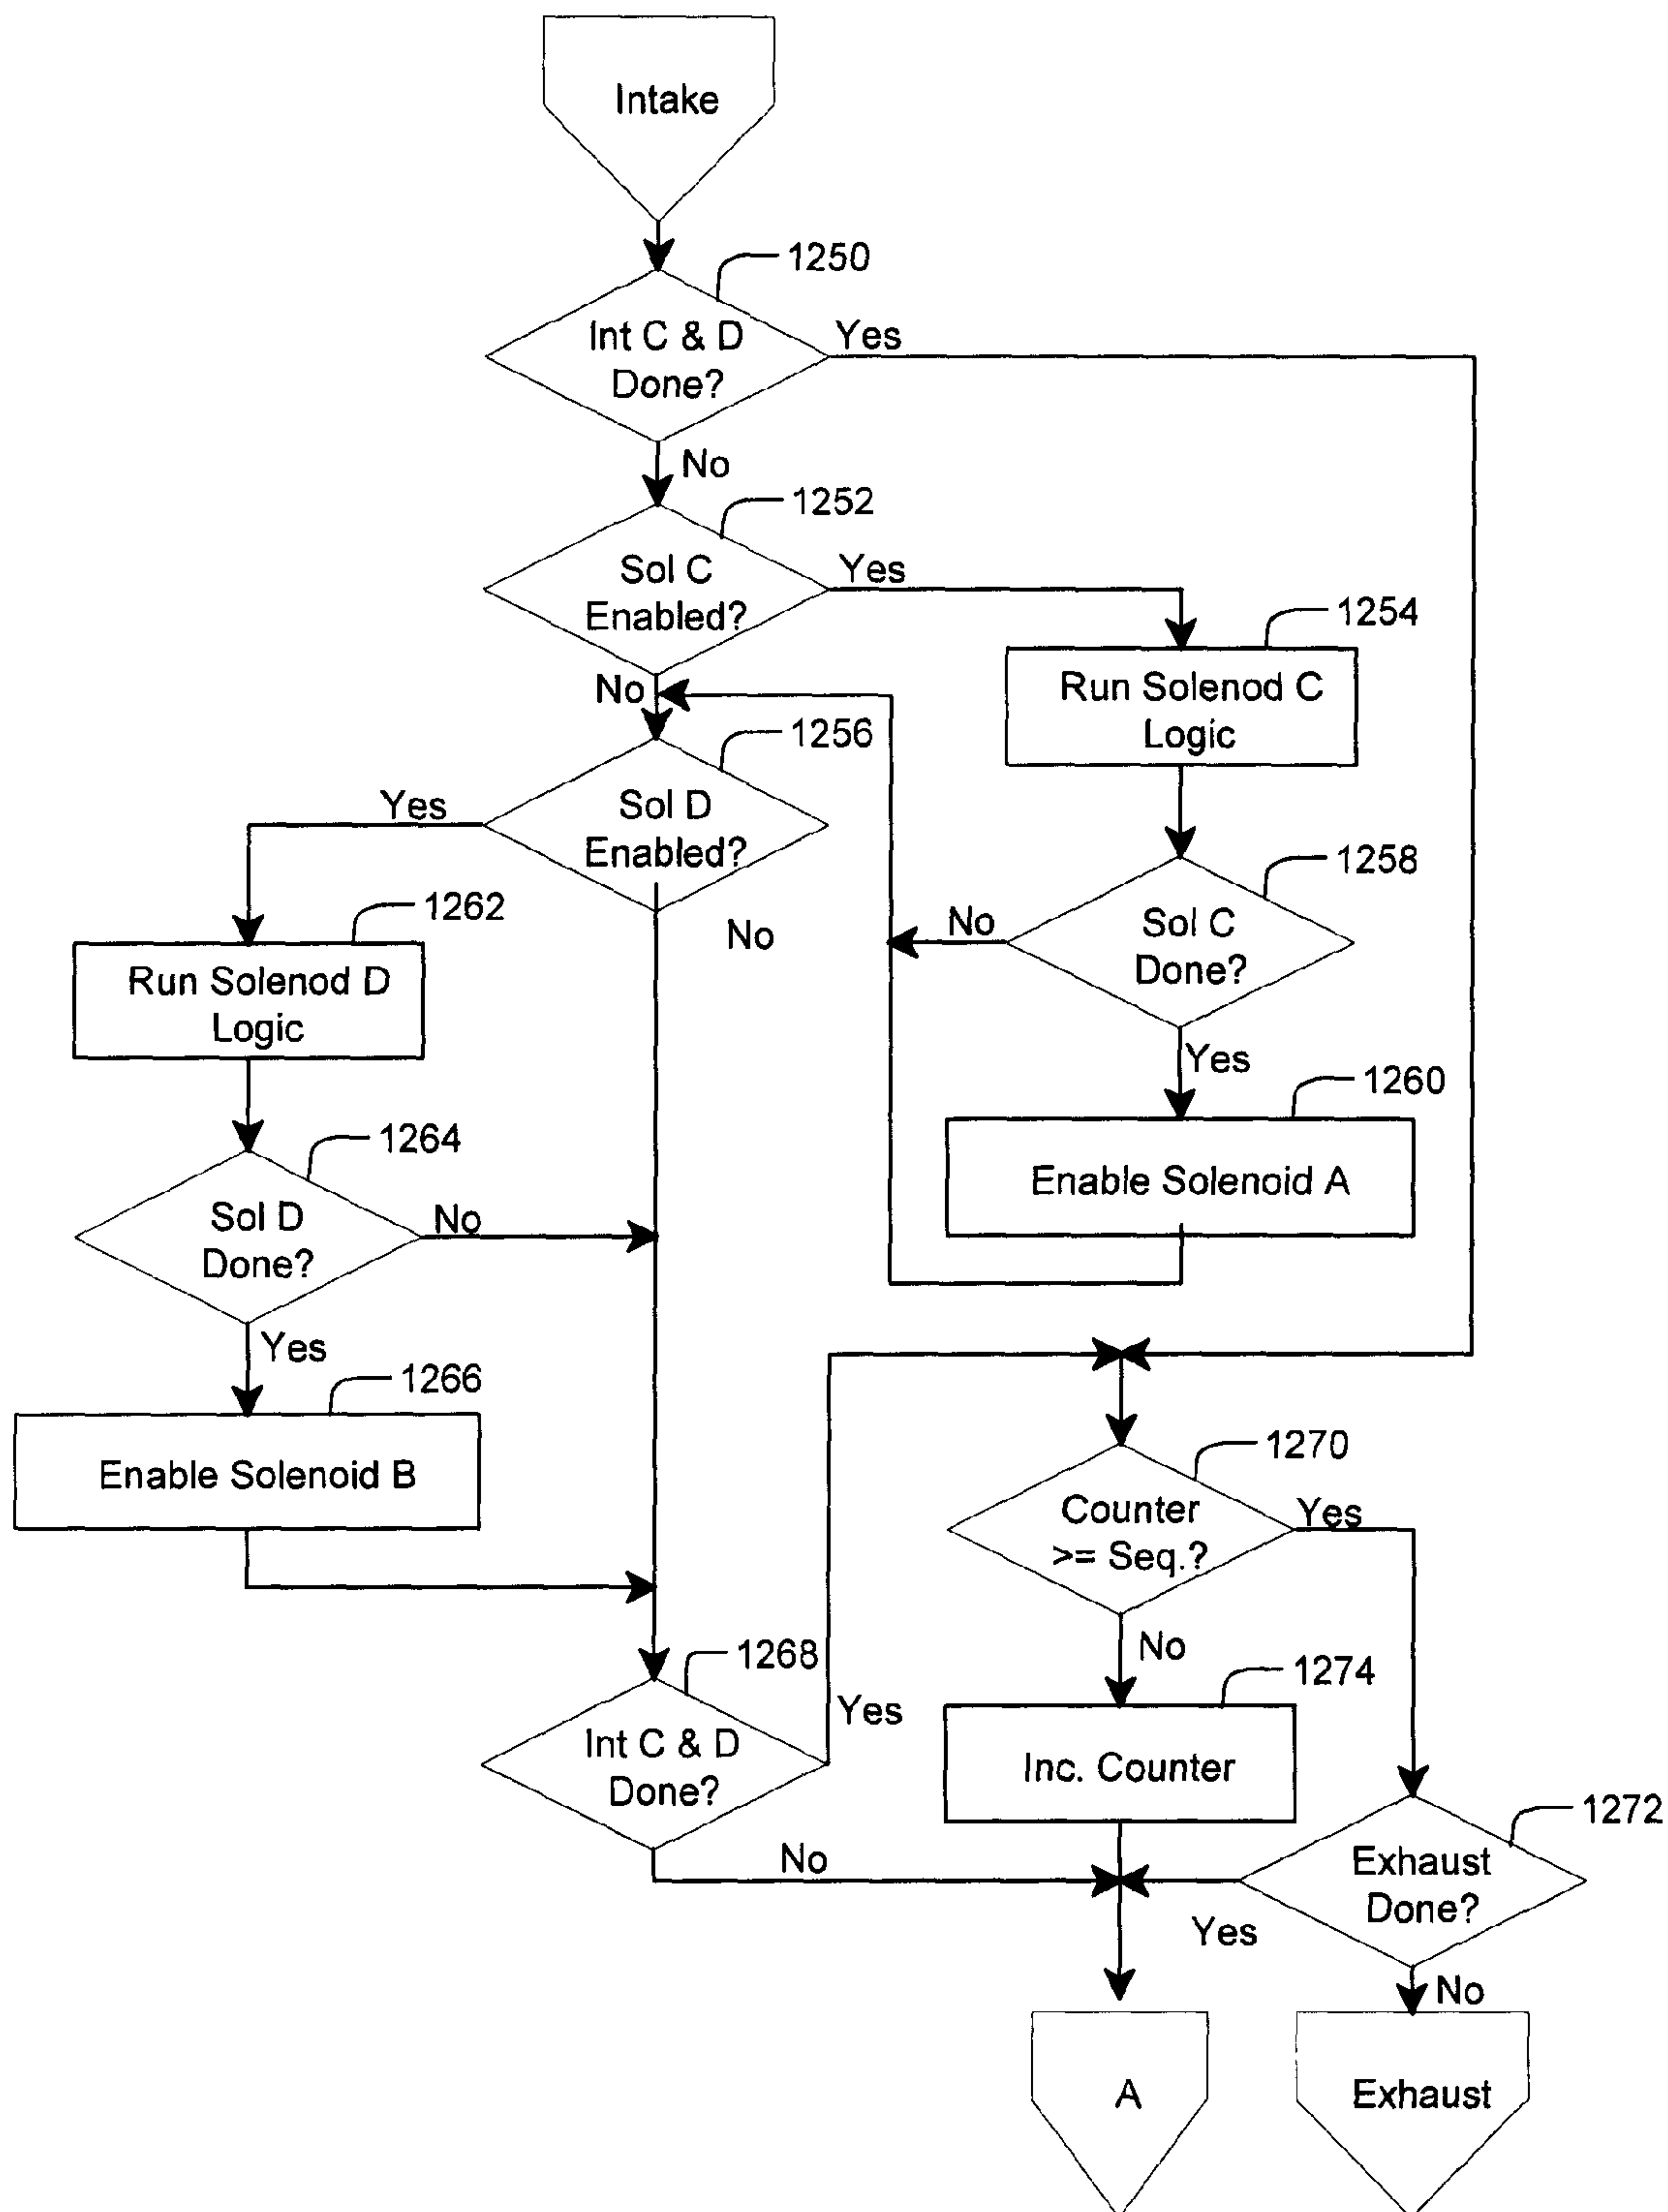 Intake
1250
Int C & D
Done?
Yes
No
1252
Sol C
Enabled?
Yes
1254
Run Solenod C
Logic
No
1256
Sol D
Enabled?
Yes
No
1258
Sol C
Done?
No
Yes
1262
Run Solenod D
Logic
1260
Enable Solenoid A
1264
Sol D
Done?
No
Yes
1266
Enable Solenoid B
1270
Counter
>= Seq.?
Yes
No
1268
Int C & D
Done?
Yes
No
1274
Inc. Counter
1272
Exhaust
Done?
Yes
No
A
Exhaust